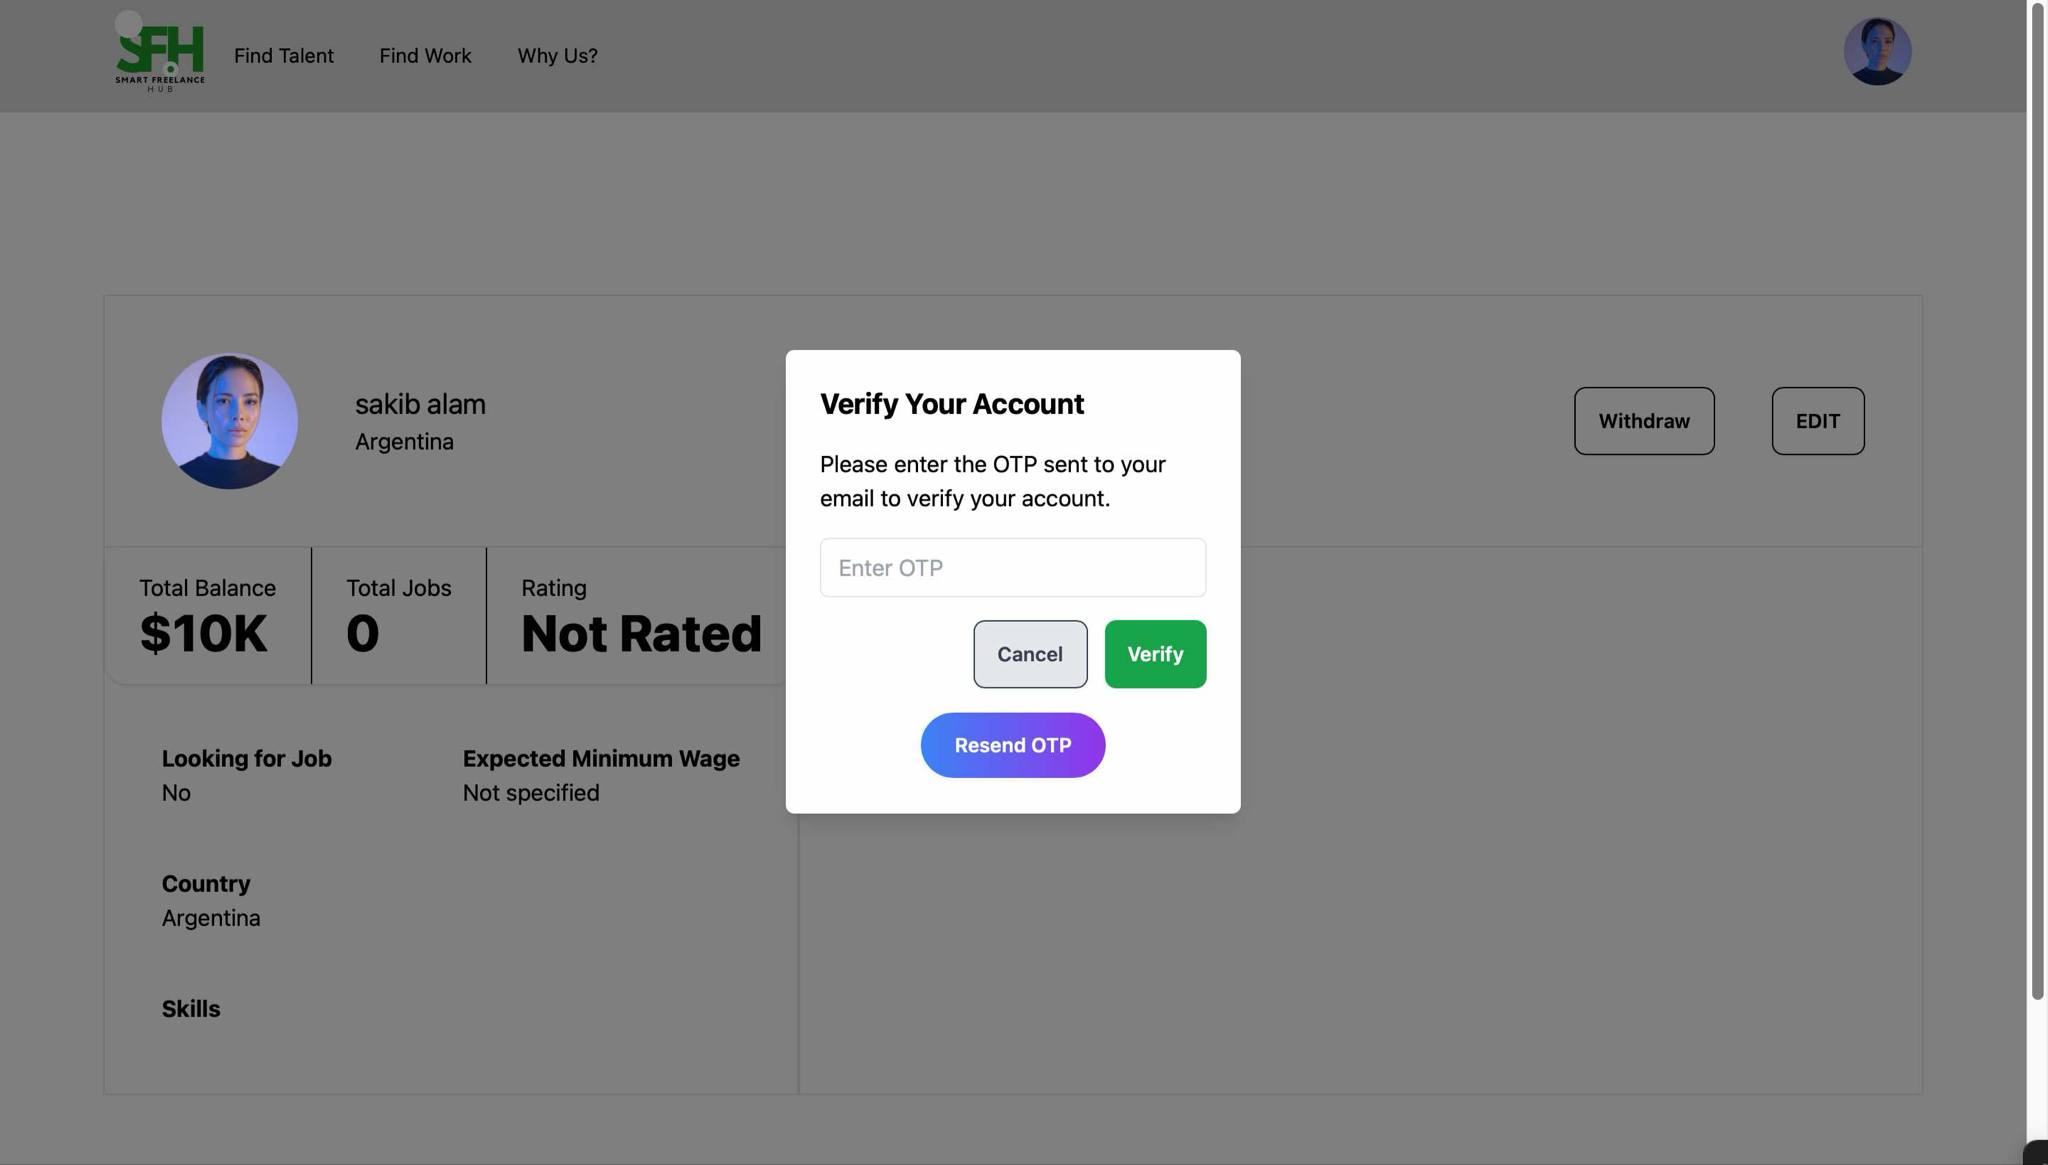 SFH
SMART FREELANCE
HUB
Find Talent
Find Work
Why Us?
sakib alam
Argentina
Withdraw
EDIT
Total Balance
$10K
Total Jobs
0
Rating
Not Rated
Looking for Job
No
Expected Minimum Wage
Not specified
Country
Argentina
Skills
Verify Your Account
Please enter the OTP sent to your
email to verify your account.
Enter OTP
Cancel
Verify
Resend OTP